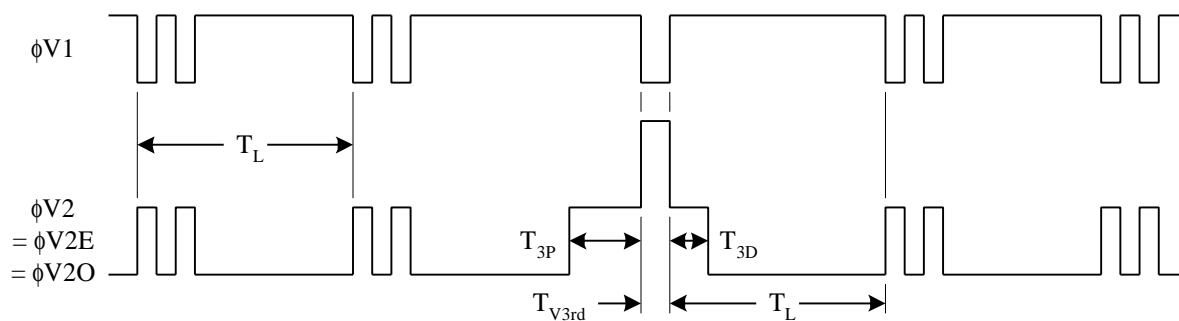 ϕV1
T_L
ϕV2
= ϕV2E
= ϕV2O
T_3P
T_3D
T_V3rd
T_L